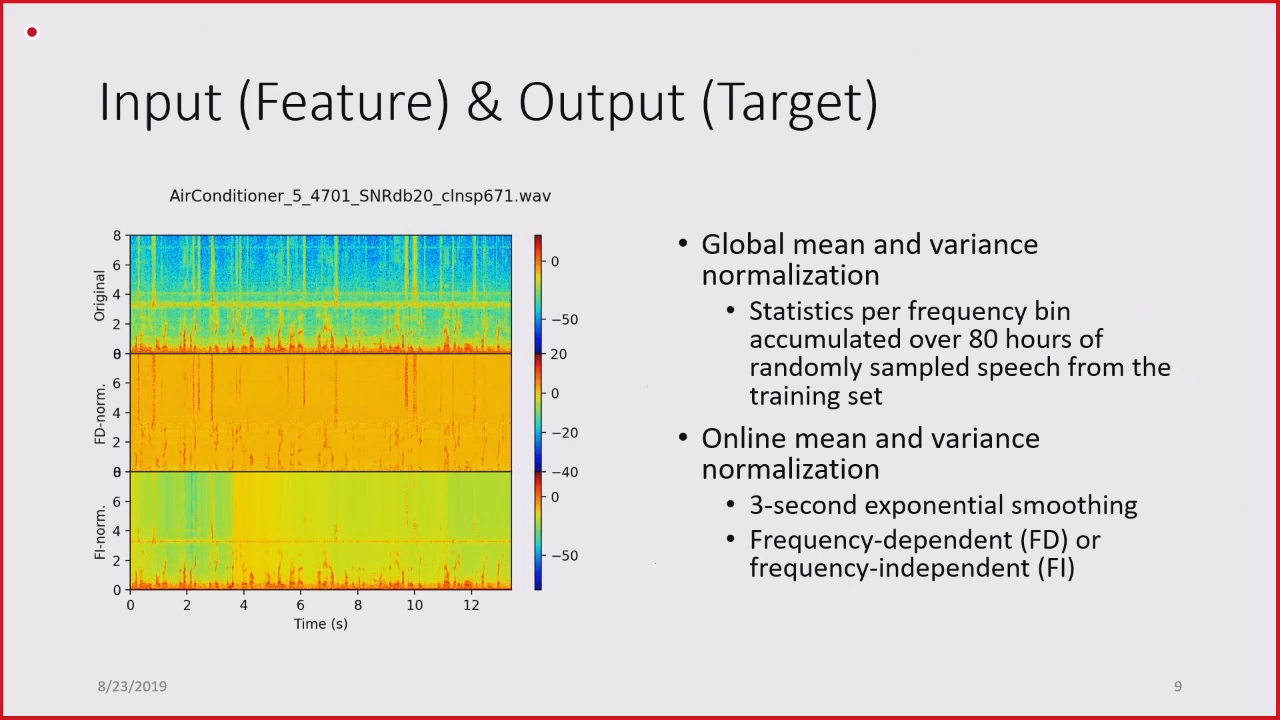 Input (Feature) & Output (Target)
AirConditioner_5_4701_SNRdb20_clnsp671.wav
8
6
4
2
0
Original
0
−50
8
6
4
2
0
FD-norm.
20
0
−20
−40
8
6
4
2
0
FI-norm.
0
−50
0 2 4 6 8 10 12
Time (s)
• Global mean and variance
normalization
• Statistics per frequency bin
accumulated over 80 hours of
randomly sampled speech from the
training set
• Online mean and variance
normalization
• 3-second exponential smoothing
• Frequency-dependent (FD) or
frequency-independent (FI)
8/23/2019
9